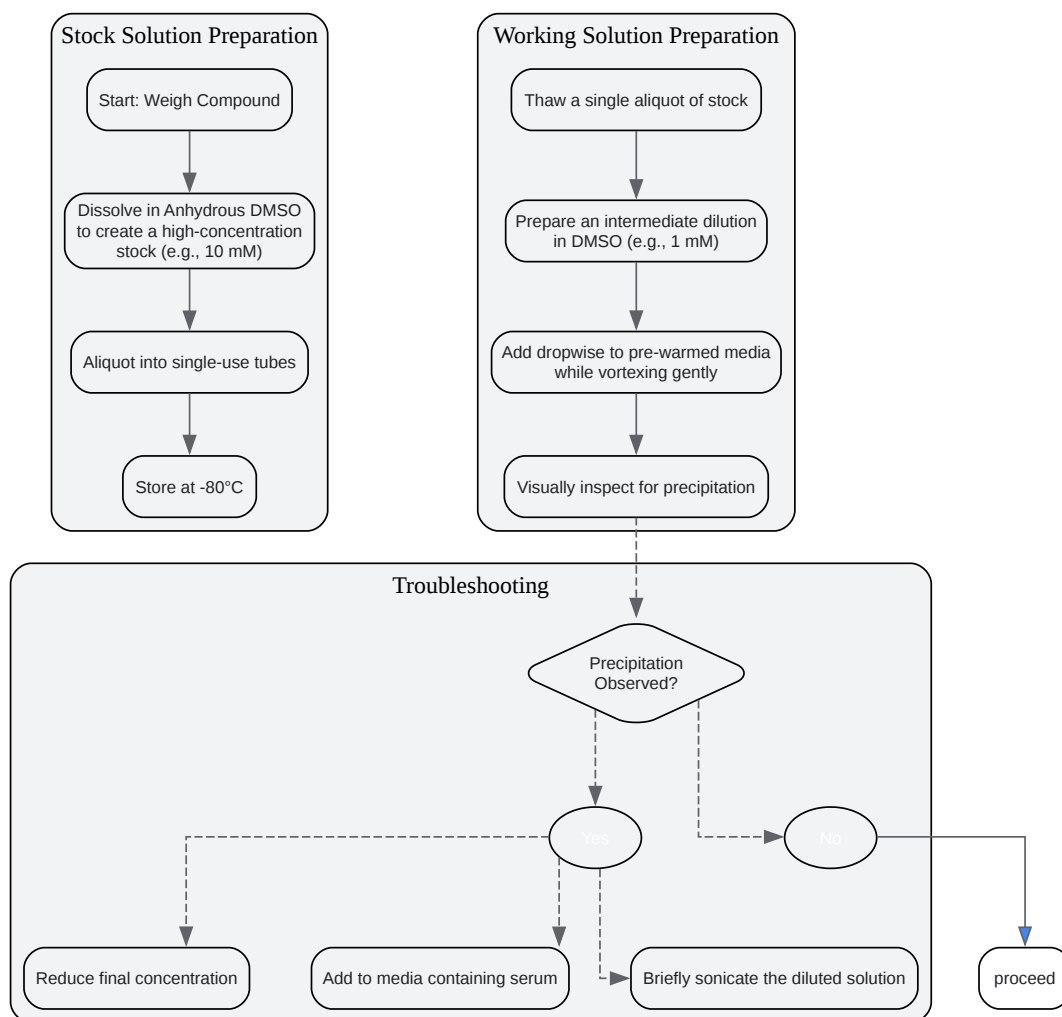 Stock Solution Preparation
Start: Weigh Compound
Dissolve in Anhydrous DMSO
to create a high-concentration
stock (e.g., 10 mM)
Aliquot into single-use tubes
Store at -80°C
Working Solution Preparation
Thaw a single aliquot of stock
Prepare an intermediate dilution
in DMSO (e.g., 1 mM)
Add dropwise to pre-warmed media
while vortexing gently
Visually inspect for precipitation
Troubleshooting
Precipitation
Observed?
Yes
No
Reduce final concentration
Add to media containing serum
Briefly sonicate the diluted solution
proceed